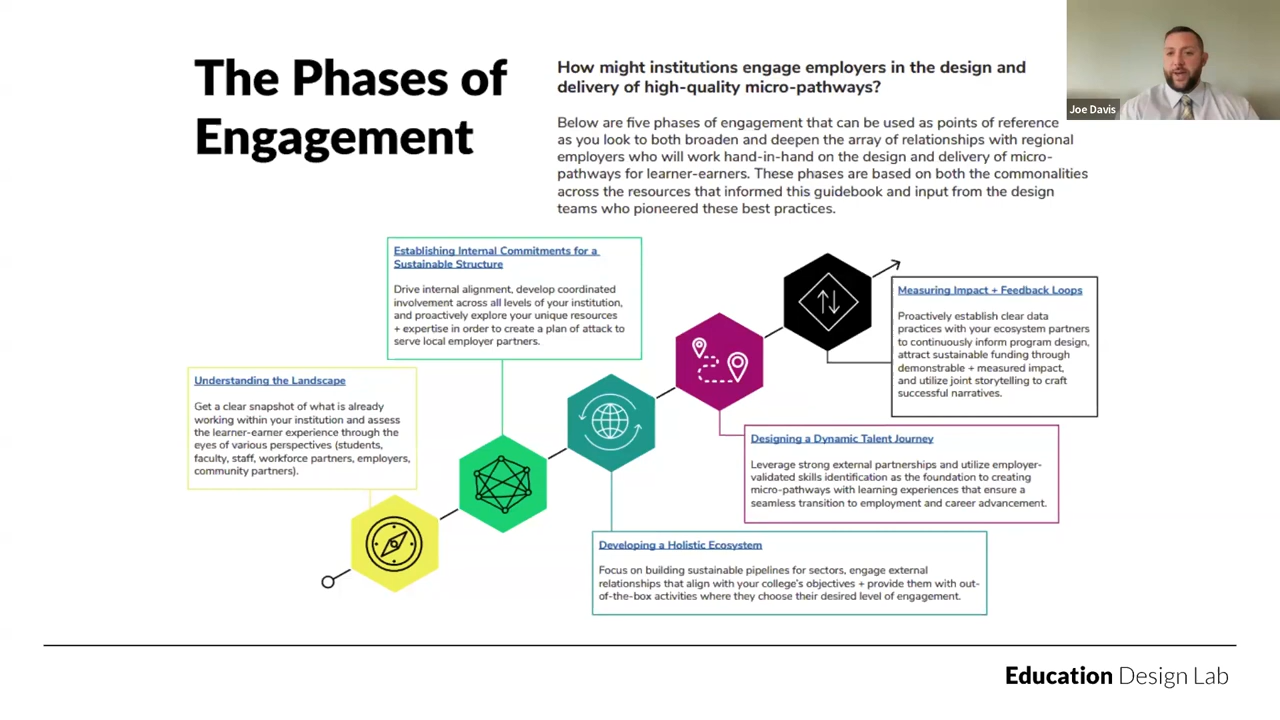 The Phases of
Engagement
How might institutions engage employers in the design and
delivery of high-quality micro-pathways?
Below are five phases of engagement that can be used as points of reference
as you look to both broaden and deepen the array of relationships with regional
employers who will work hand-in-hand on the design and delivery of micro-
pathways for learner-earners. These phases are based on both the commonalities
across the resources that informed this guidebook and input from the design
teams who pioneered these best practices.
Joe Davis
Understanding the Landscape
Get a clear snapshot of what is already
working within your institution and assess
the learner-earner experience through the
eyes of various perspectives (students,
faculty, staff, workforce partners, employers,
community partners).
Establishing Internal Commitments for a
Sustainable Structure
Drive internal alignment, develop coordinated
involvement across all levels of your institution,
and proactively explore your unique resources
+ expertise in order to create a plan of attack to
serve local employer partners.
Developing a Holistic Ecosystem
Focus on building sustainable pipelines for sectors, engage external
relationships that align with your college's objectives + provide them with out-
of-the-box activities where they choose their desired level of engagement.
Designing a Dynamic Talent Journey
Leverage strong external partnerships and utilize employer-
validated skills identification as the foundation to creating
micro-pathways with learning experiences that ensure a
seamless transition to employment and career advancement.
Measuring Impact + Feedback Loops
Proactively establish clear data
practices with your ecosystem partners
to continuously inform program design,
attract sustainable funding through
demonstrable + measured impact,
and utilize joint storytelling to craft
successful narratives.
Education Design Lab